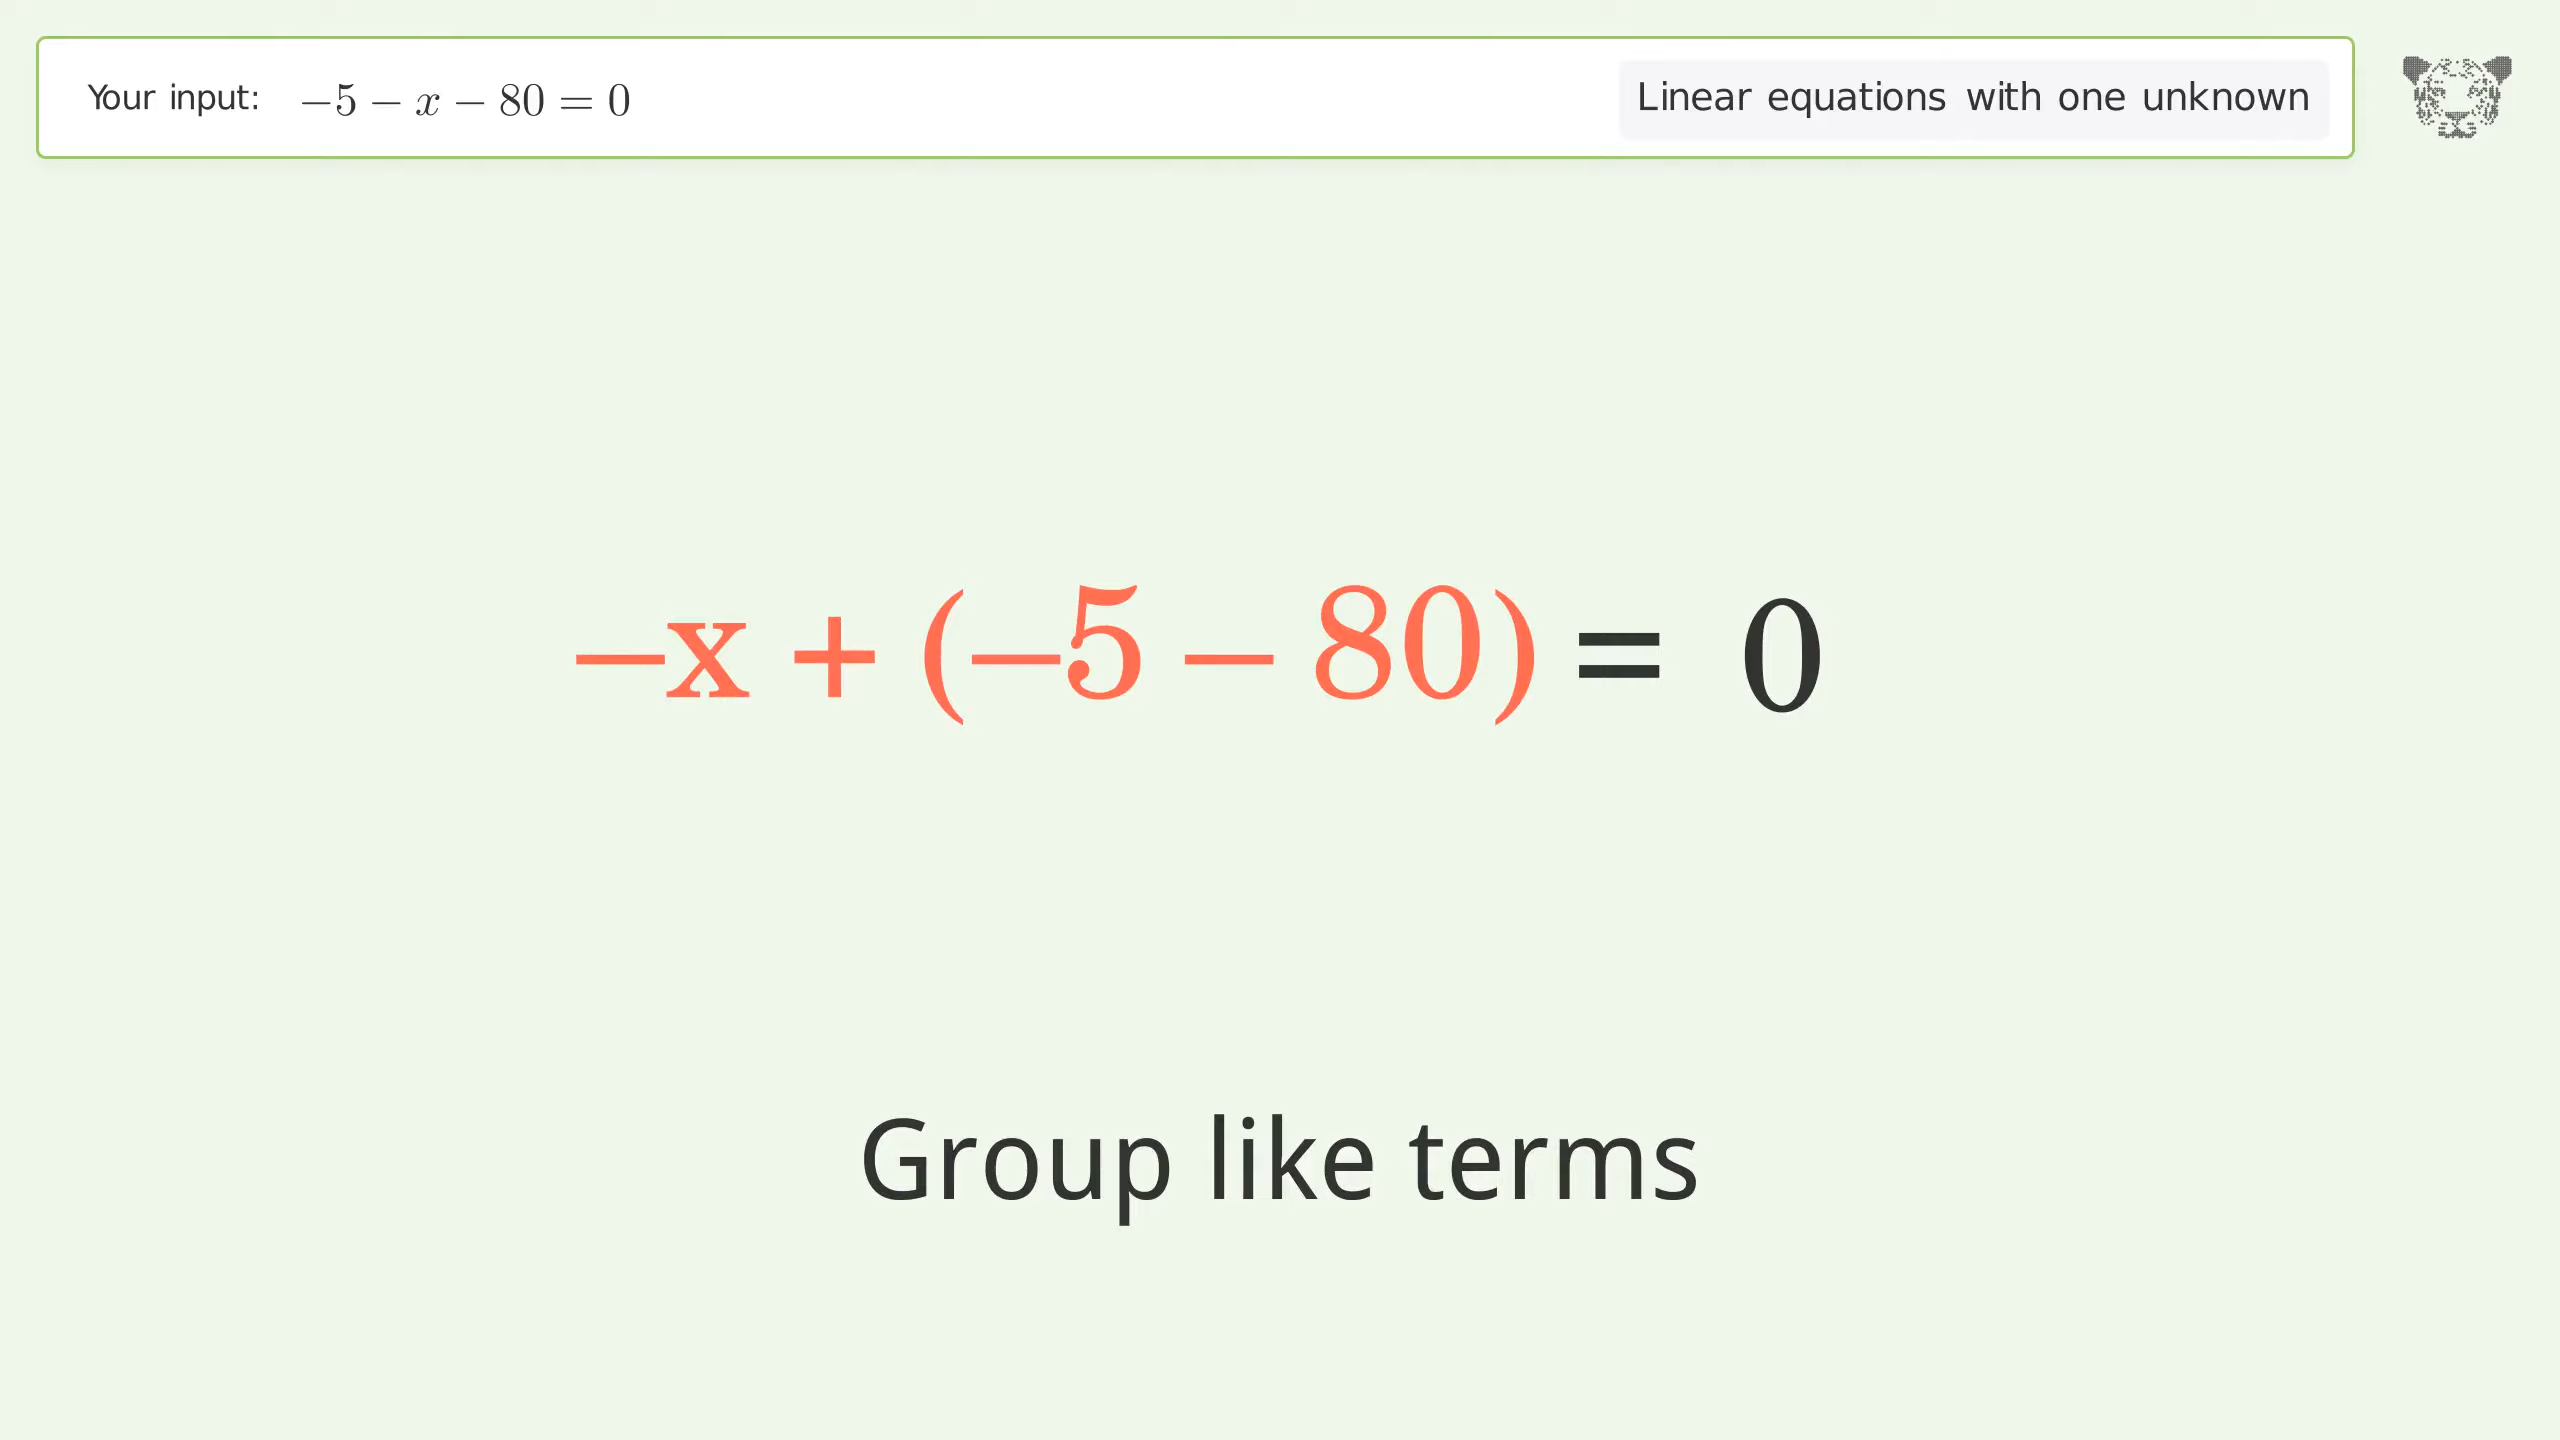 Your input: −5 − x − 80 = 0
Linear equations with one unknown
−x + (−5 − 80) = 0
Group like terms